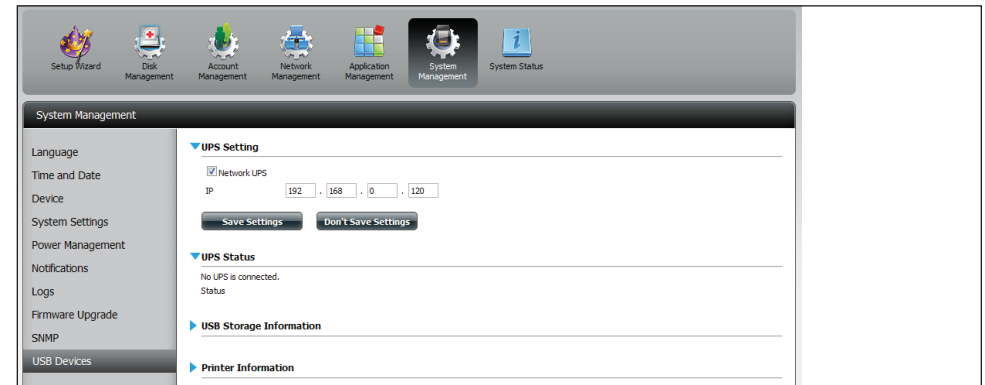 Setup Wizard
Disk
Management
Account
Management
Network
Management
Application
Management
System
Management
System Status
System Management
Language
Time and Date
Device
System Settings
Power Management
Notifications
Logs
Firmware Upgrade
SNMP
USB Devices
UPS Setting
Network UPS
IP 192 . 168 . 0 . 120
Save Settings Don't Save Settings
UPS Status
No UPS is connected.
Status
USB Storage Information
Printer Information